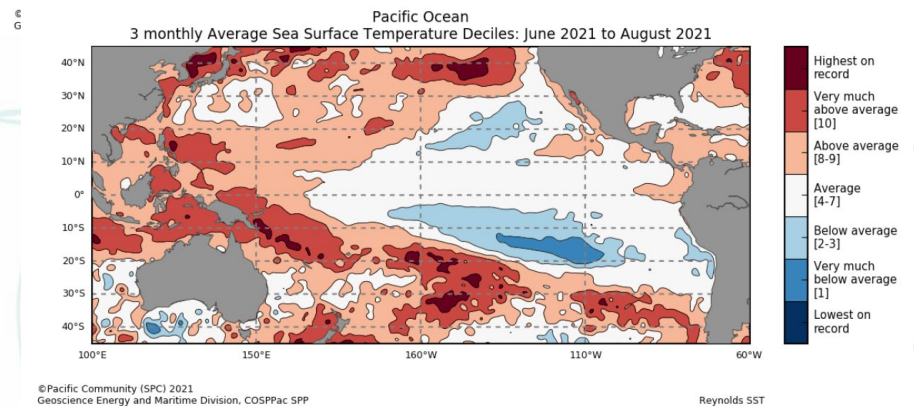 ©
G
Pacific Ocean
3 monthly Average Sea Surface Temperature Deciles: June 2021 to August 2021
40°N
30°N
20°N
10°N
0°
10°S
20°S
30°S
40°S
100°E
150°E
160°W
110°W
60°W
Highest on
record
Very much
above average
[10]
Above average
[8-9]
Average
[4-7]
Below average
[2-3]
Very much
below average
[1]
Lowest on
record
©Pacific Community (SPC) 2021
Geoscience Energy and Maritime Division, COSPPac SPP
Reynolds SST